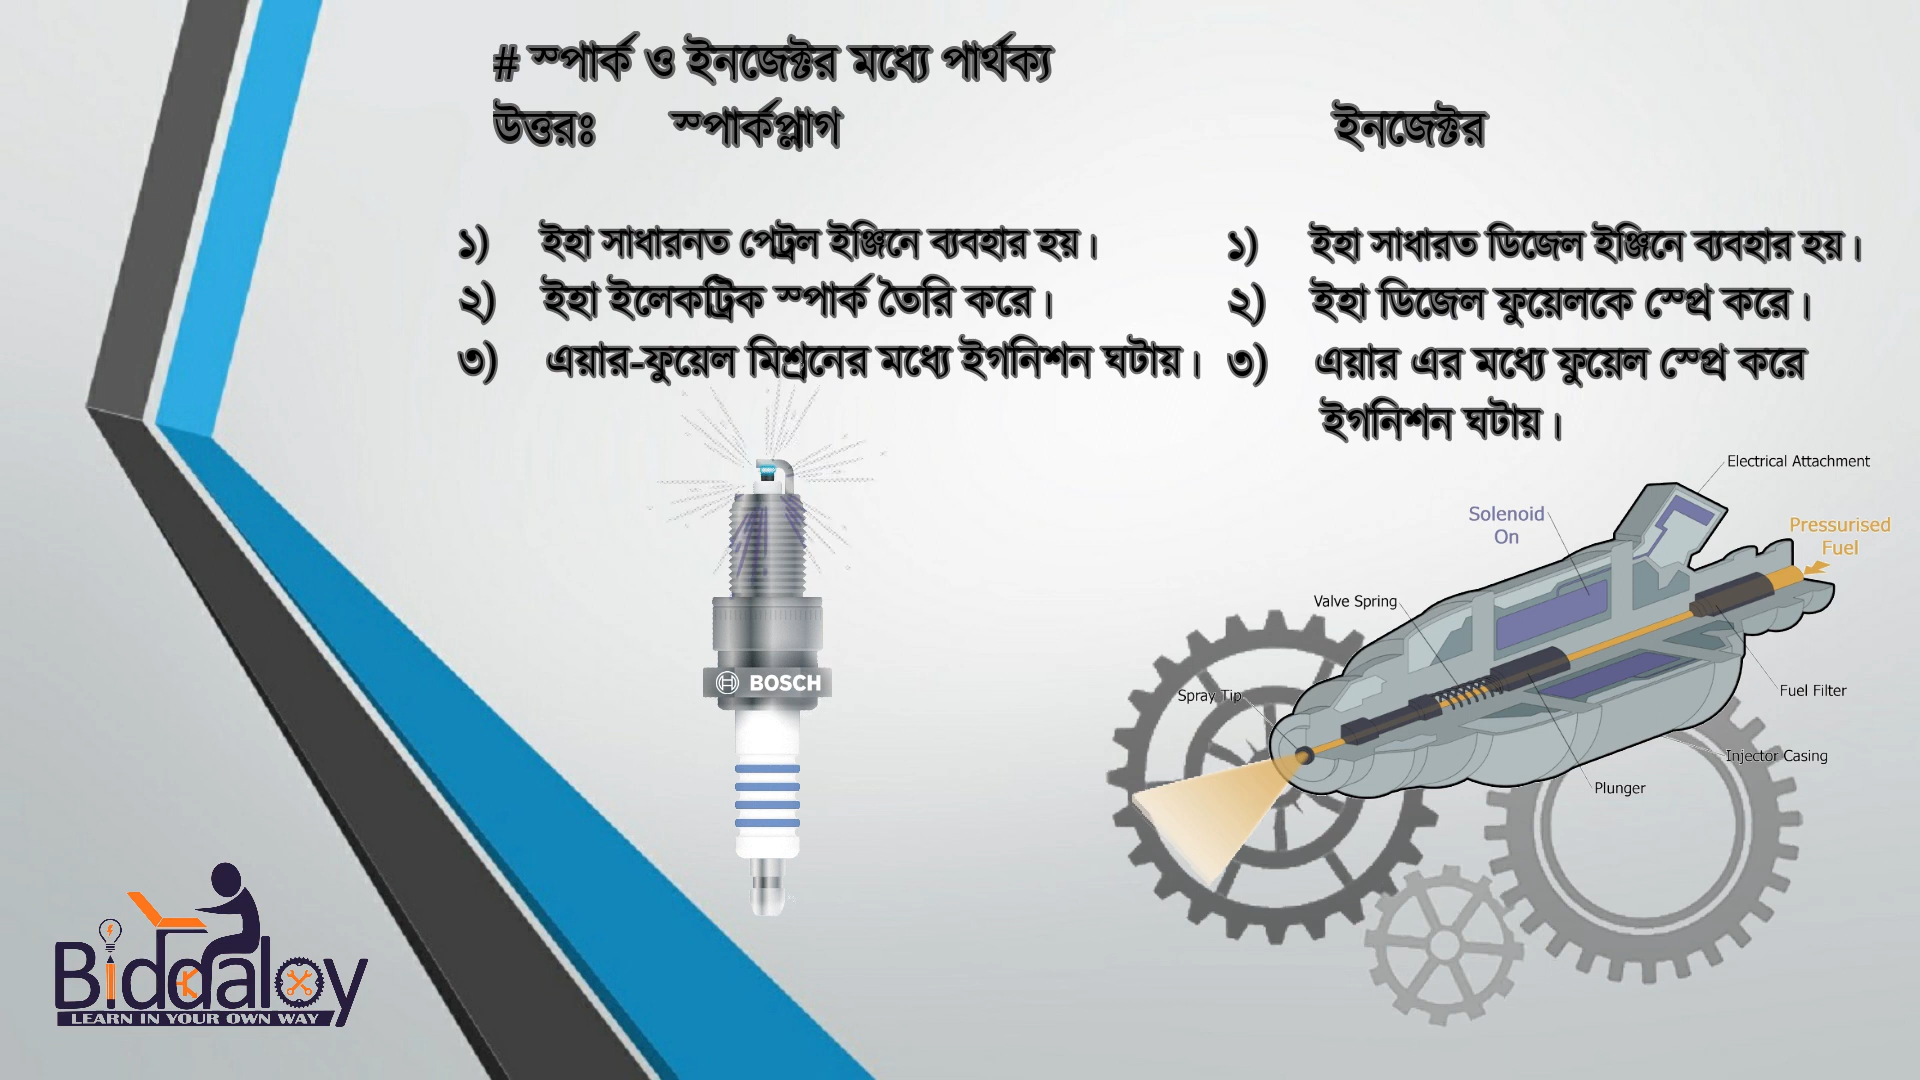 # স্পার্ক ও ইনজেক্টর মধ্যে পার্থক্য
উত্তরঃ স্পার্কপ্লাগ ইনজেক্টর
১) ইহা সাধারনত পেট্রল ইঞ্জিনে ব্যবহার হয়।
২) ইহা ইলেকট্রিক স্পার্ক তৈরি করে।
৩) এয়ার-ফুয়েল মিশ্রনের মধ্যে ইগনিশন ঘটায়।
১) ইহা সাধারত ডিজেল ইঞ্জিনে ব্যবহার হয়।
২) ইহা ডিজেল ফুয়েলকে স্প্রে করে।
৩) এয়ার এর মধ্যে ফুয়েল স্প্রে করে
ইগনিশন ঘটায়।
BOSCH
Electrical Attachment
Solenoid
On
Pressurised
Fuel
Valve Spring
Spray Tip
Fuel Filter
Injector Casing
Plunger
Biddaloy
LEARN IN YOUR OWN WAY